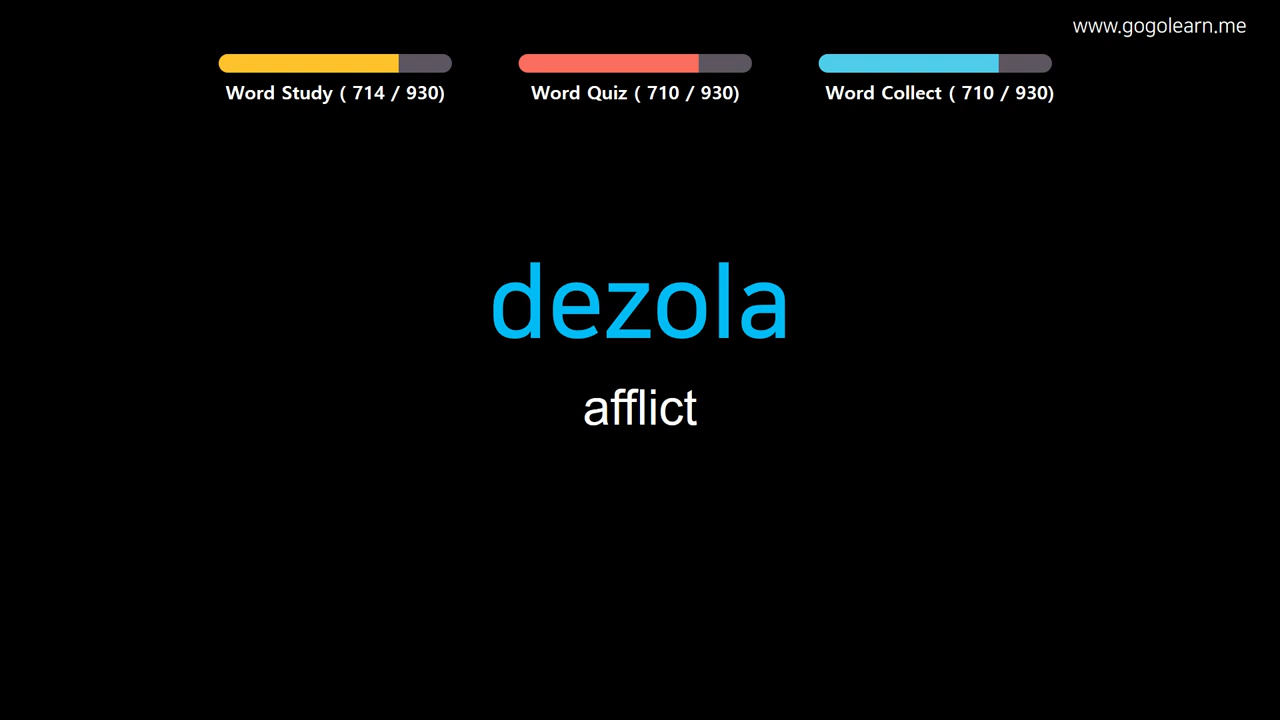 www.gogolearn.me
Word Study ( 714 / 930)
Word Quiz ( 710 / 930)
Word Collect ( 710 / 930)
dezola
afflict